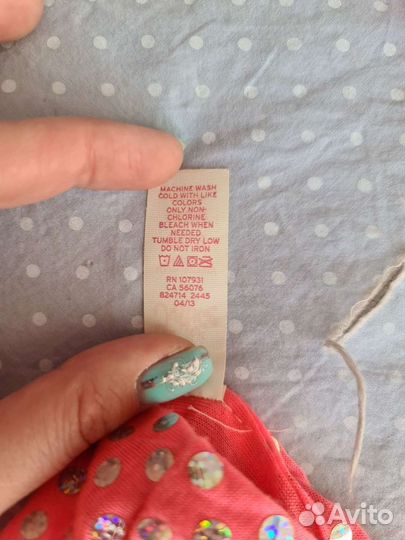 MACHINE WASH
COLD WITH LIKE
COLORS
ONLY NON-
CHLORINE
BLEACH WHEN
NEEDED
TUMBLE DRY LOW
DO NOT IRON
RN 107931
CA 56076
824714 2445
04/13
Avito